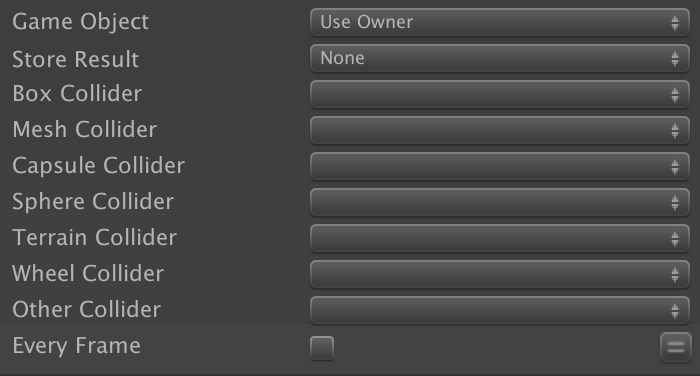 Game Object Use Owner
Store Result None
Box Collider
Mesh Collider
Capsule Collider
Sphere Collider
Terrain Collider
Wheel Collider
Other Collider
Every Frame